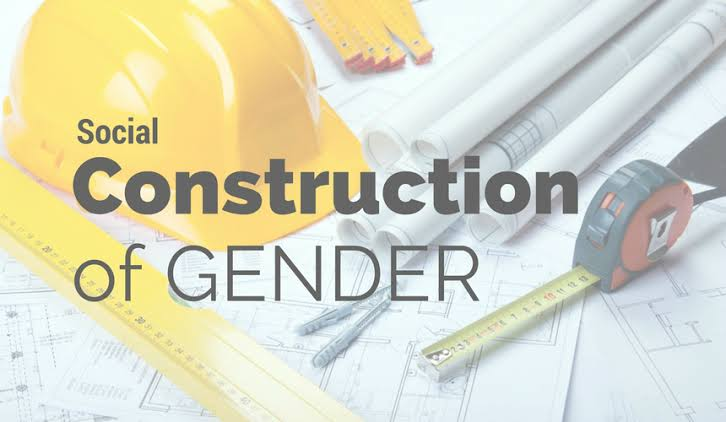 Social
Construction
of GENDER